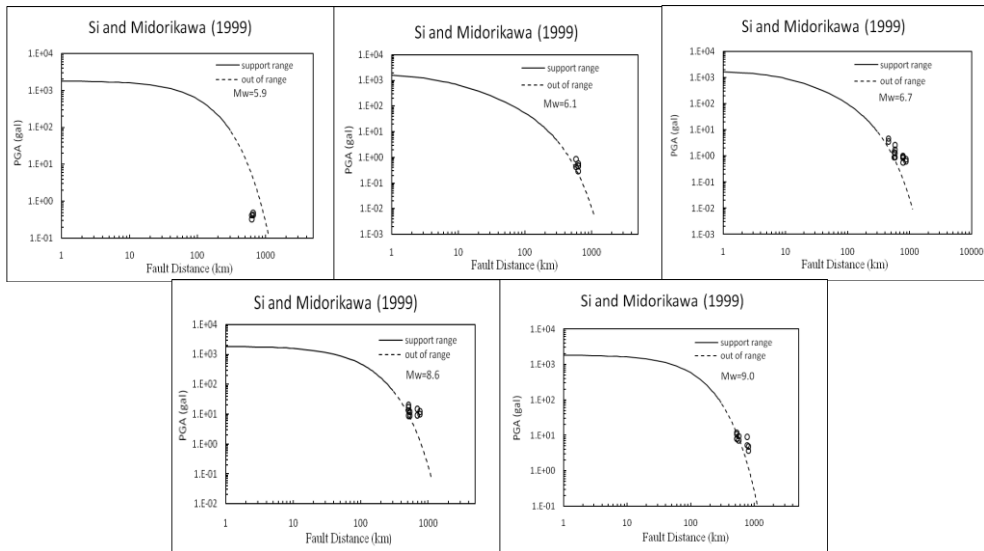 Si and Midorikawa (1999)
1.E+04
1.E+03
1.E+02
1.E+01
1.E+00
1.E-01
PGA (gal)
support range
out of range
Mw=5.9
1 10 100 1000
Fault Distance (km)
Si and Midorikawa (1999)
1.E+04
1.E+03
1.E+02
1.E+01
1.E+00
1.E-01
1.E-02
1.E-03
PGA (gal)
support range
out of range
Mw=6.1
1 10 100 1000
Fault Distance (km)
Si and Midorikawa (1999)
1.E+04
1.E+03
1.E+02
1.E+01
1.E+00
1.E-01
1.E-02
1.E-03
PGA (gal)
support range
out of range
Mw=6.7
1 10 100 1000 10000
Fault Distance (km)
Si and Midorikawa (1999)
1.E+04
1.E+03
1.E+02
1.E+01
1.E+00
1.E-01
1.E-02
PGA (gal)
support range
out of range
Mw=8.6
1 10 100 1000
Fault Distance (km)
Si and Midorikawa (1999)
1.E+04
1.E+03
1.E+02
1.E+01
1.E+00
1.E-01
PGA (gal)
support range
out of range
Mw=9.0
1 10 100 1000
Fault Distance (km)